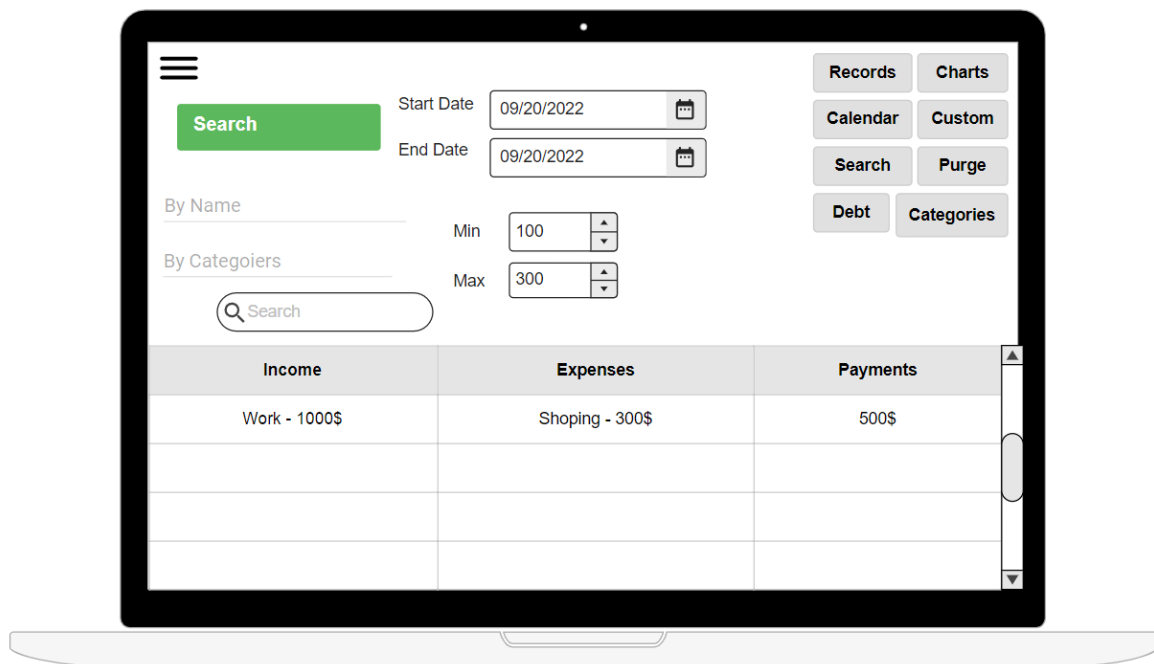 Records Charts
Search
Start Date 09/20/2022
Calendar Custom
End Date 09/20/2022
Search Purge
By Name
Debt Categories
Min 100
By Categoiers
Max 300
Search
Income Expenses Payments
Work - 1000$ Shoping - 300$ 500$